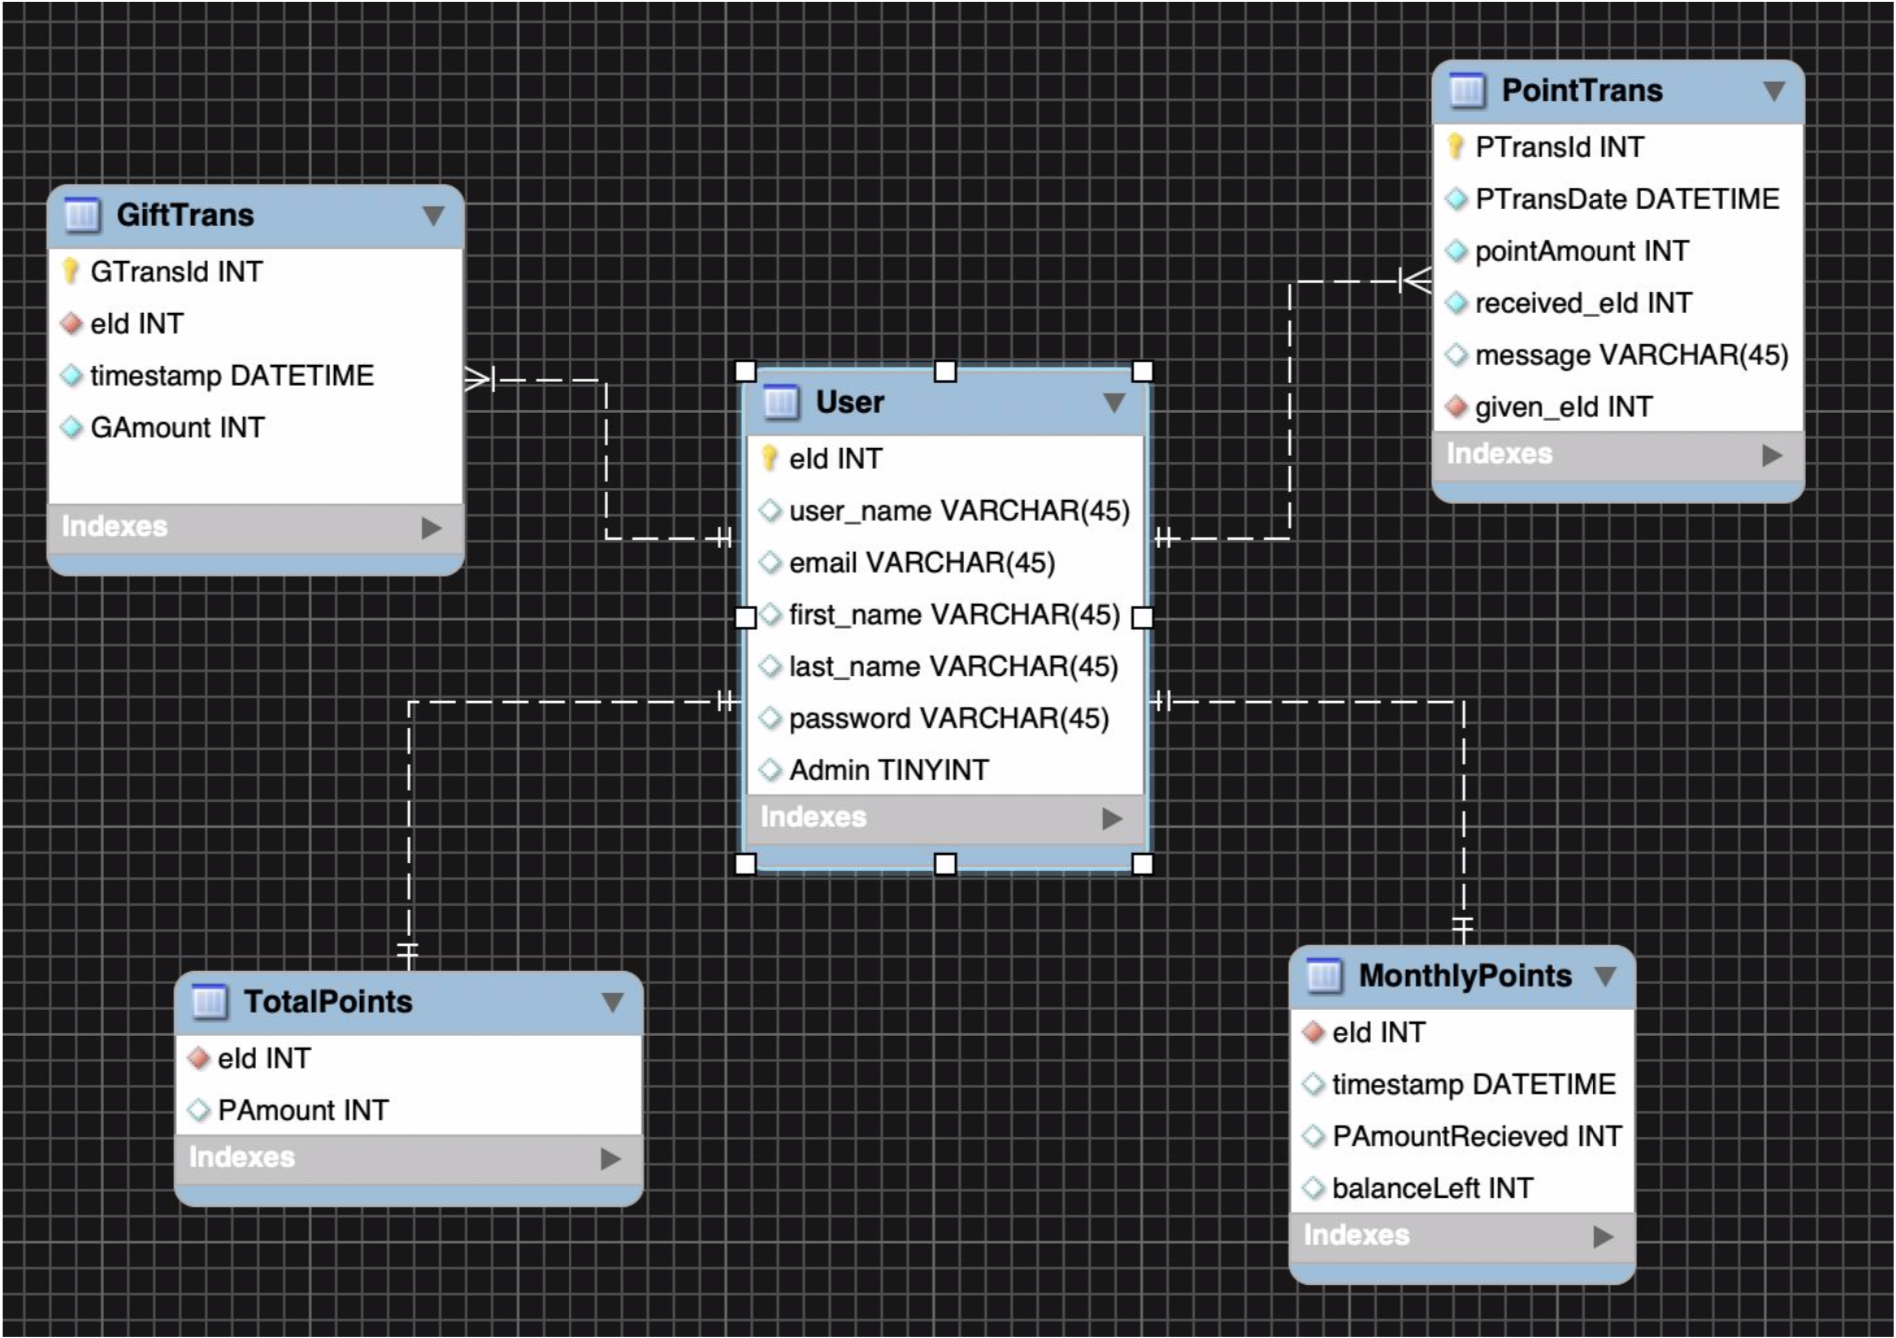 GiftTrans
GTransId INT
eId INT
timestamp DATETIME
GAmount INT
Indexes
User
eId INT
user_name VARCHAR(45)
email VARCHAR(45)
first_name VARCHAR(45)
last_name VARCHAR(45)
password VARCHAR(45)
Admin TINYINT
Indexes
PointTrans
PTransId INT
PTransDate DATETIME
pointAmount INT
received_eId INT
message VARCHAR(45)
given_eId INT
Indexes
TotalPoints
eId INT
PAmount INT
Indexes
MonthlyPoints
eId INT
timestamp DATETIME
PAmountRecieved INT
balanceLeft INT
Indexes